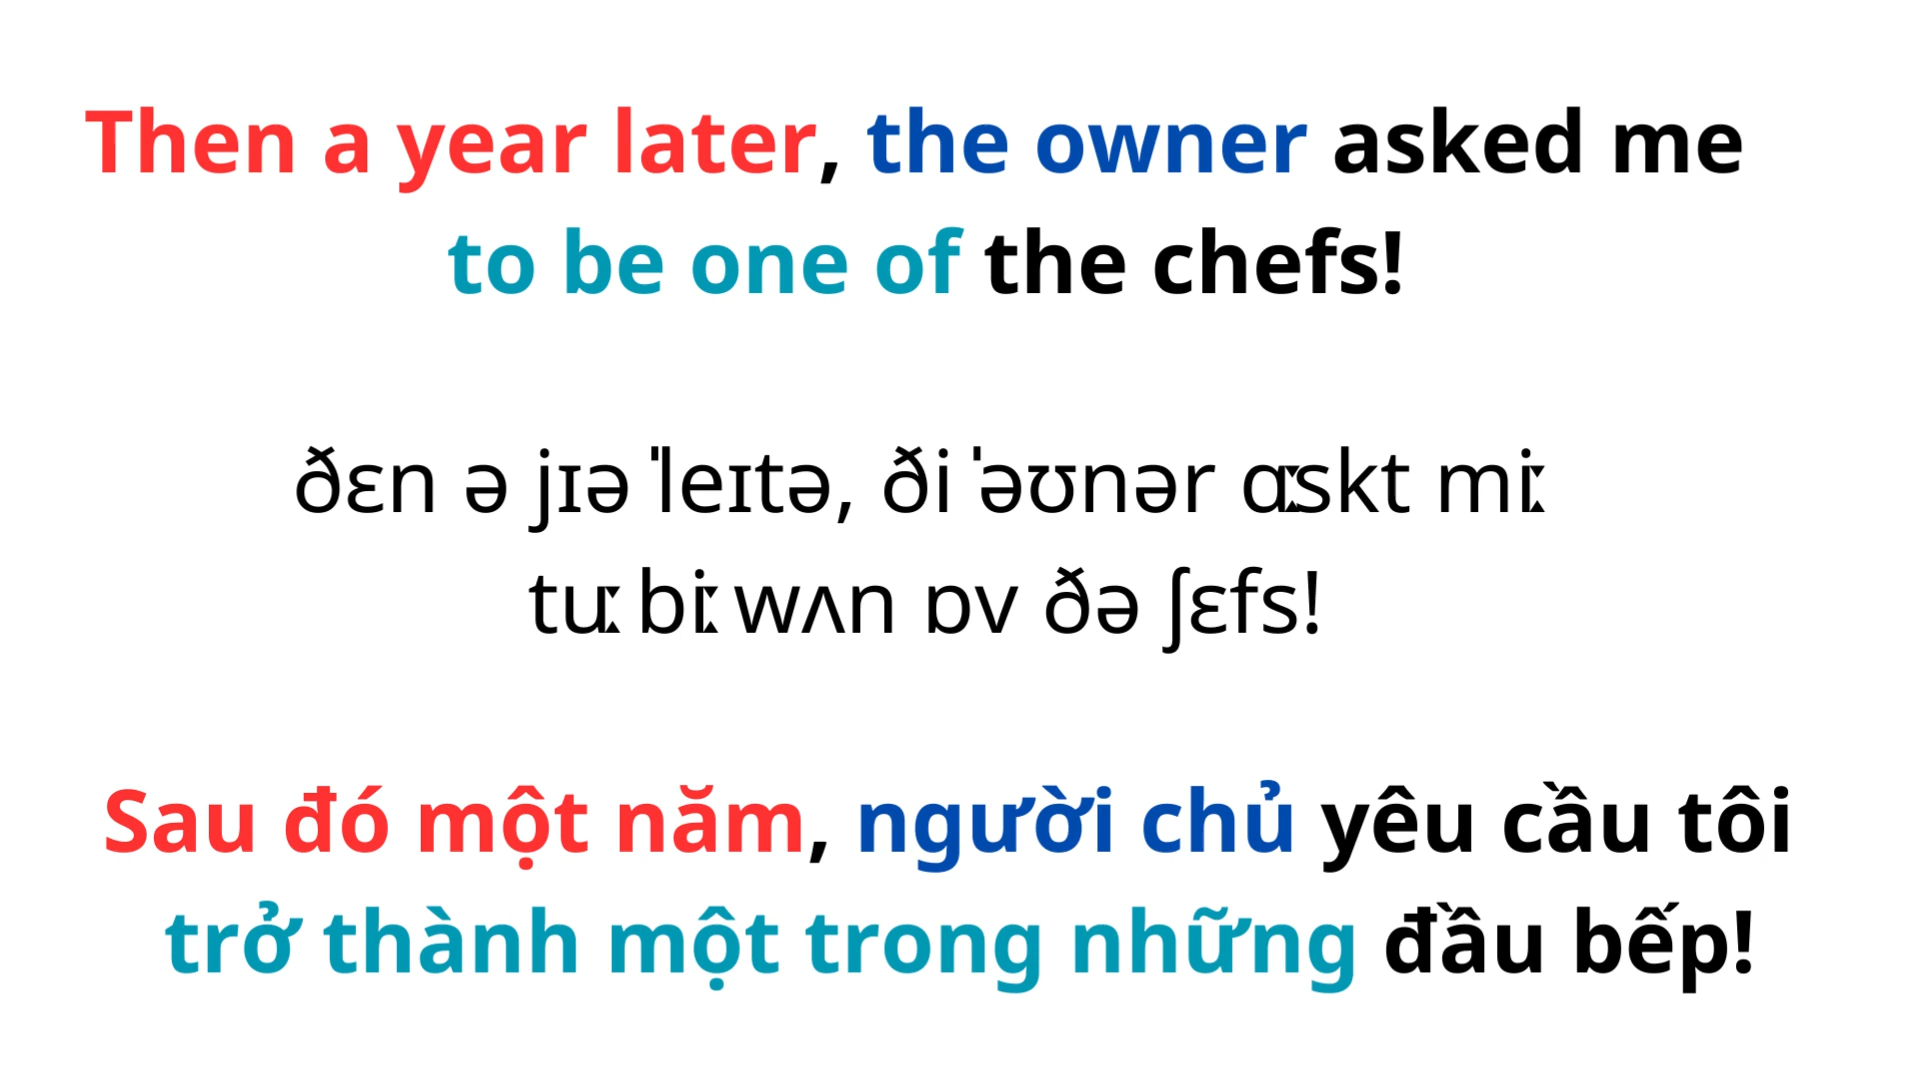 Then a year later, the owner asked me
to be one of the chefs!
ðɛn ə jɪə ˈleɪtə, ði ˈəʊnər ɑːskt miː
tuː biː wʌn ɒv ðə ʃɛfs!
Sau đó một năm, người chủ yêu cầu tôi
trở thành một trong những đầu bếp!